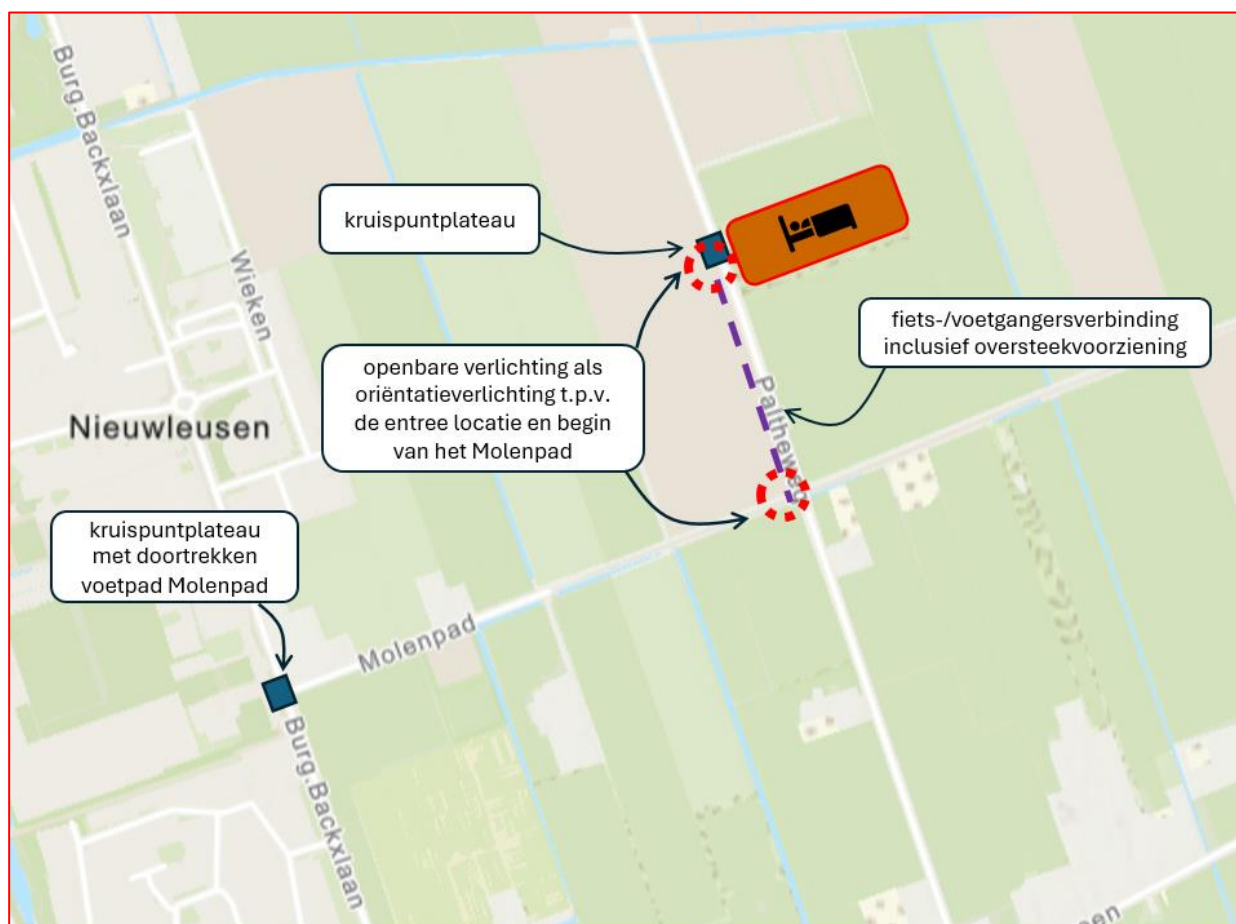 Burg.Backxlaan
Wieken
kruispuntplateau
fiets-/voetgangersverbinding
inclusief oversteekvoorziening
openbare verlichting als
oriëntatieverlichting t.p.v.
de entree locatie en begin
van het Molenpad
Paltheweg
Nieuwleusen
kruispuntplateau
met doortrekken
voetpad Molenpad
Molenpad
Burg.Backxlaan
een